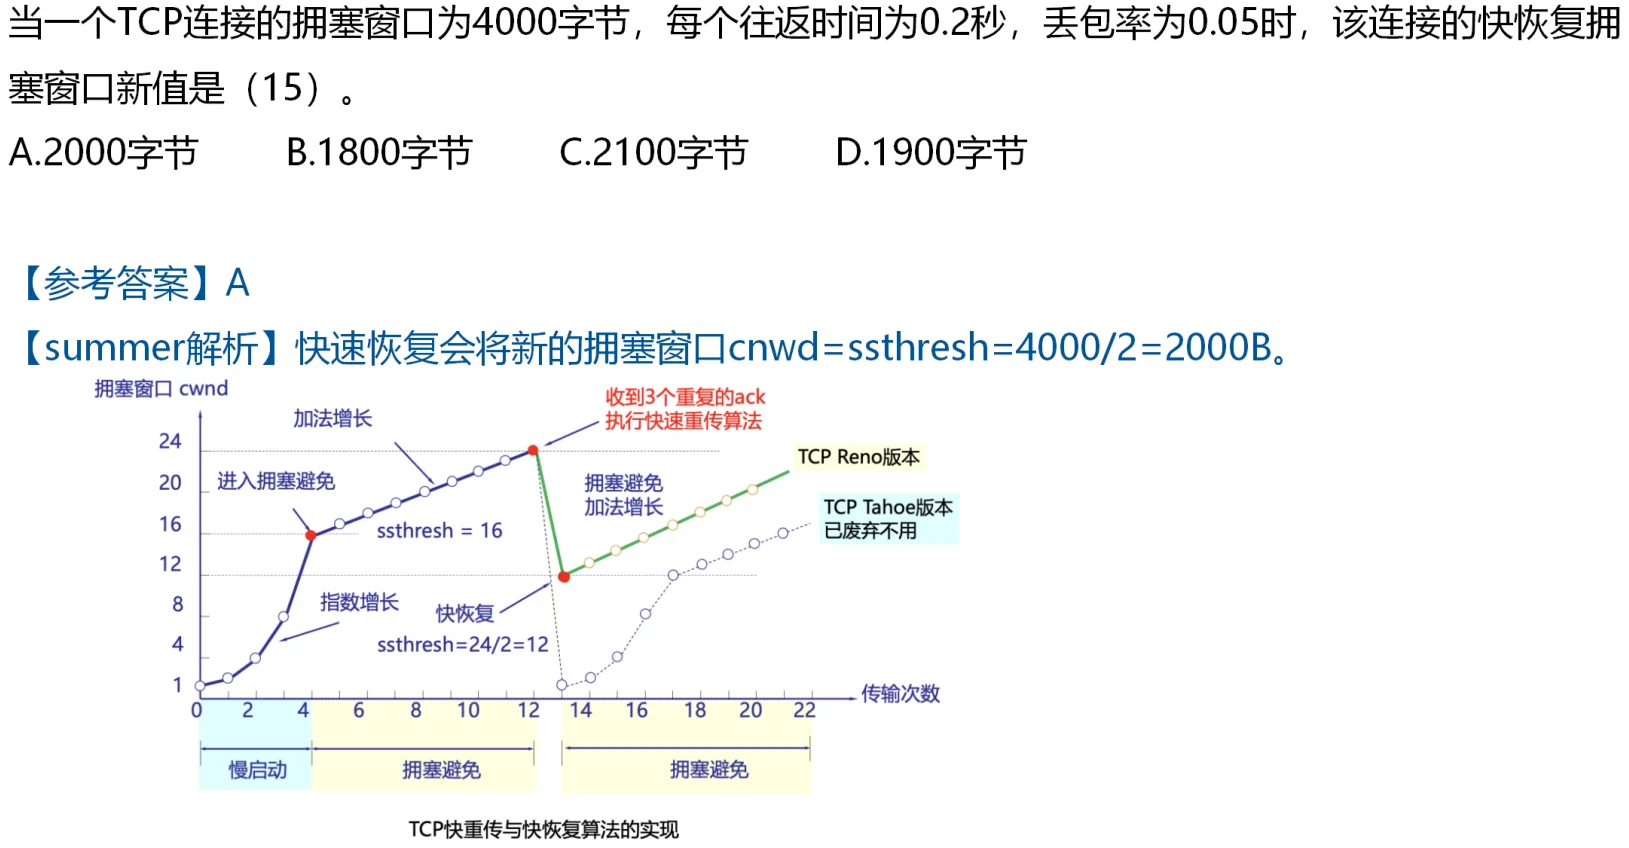 当一个TCP连接的拥塞窗口为4000字节，每个往返时间为0.2秒，丢包率为0.05时，该连接的快恢复拥
塞窗口新值是（15）。
A.2000字节 B.1800字节 C.2100字节 D.1900字节
【参考答案】A
【summer解析】快速恢复会将新的拥塞窗口cnwd=ssthresh=4000/2=2000B。
拥塞窗口 cwnd
收到3个重复的ack
执行快速重传算法
加法增长
24
20
16
12
8
4
1
进入拥塞避免
ssthresh = 16
指数增长
拥塞避免
加法增长
TCP Reno版本
TCP Tahoe版本
已废弃不用
快恢复
ssthresh=24/2=12
0 2 4 6 8 10 12 14 16 18 20 22
传输次数
慢启动 拥塞避免 拥塞避免
TCP快重传与快恢复算法的实现